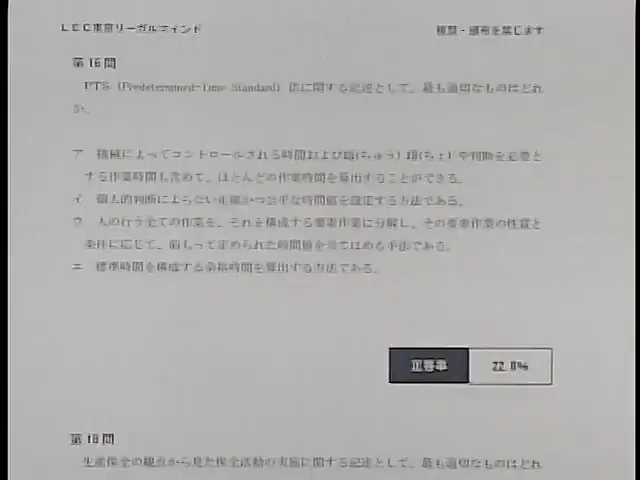 LEC東京リーガルマインド
複製・頒布を禁じます
第16問
PTS (Predetermined-Time Standard) 法に関する記述として、最も適切なものはどれ
か。
ア 機械によってコントロールされる時間および躊(ちゅう)躇(ちょ)や判断を必要と
する作業時間も含めて、ほとんどの作業時間を算出することができる。
イ 個人的判断によらない正確かつ公平な時間値を設定する方法である。
ウ 人の行う全ての作業を、それを構成する要素作業に分解し、その要素作業の性質と
条件に応じて、前もって定められた時間値を当てはめる手法である。
エ 標準時間を構成する余裕時間を算出する方法である。
正答率 22.8%
第18問
生産保全の観点から見た保全活動の実施に関する記述として、最も適切なものはどれ